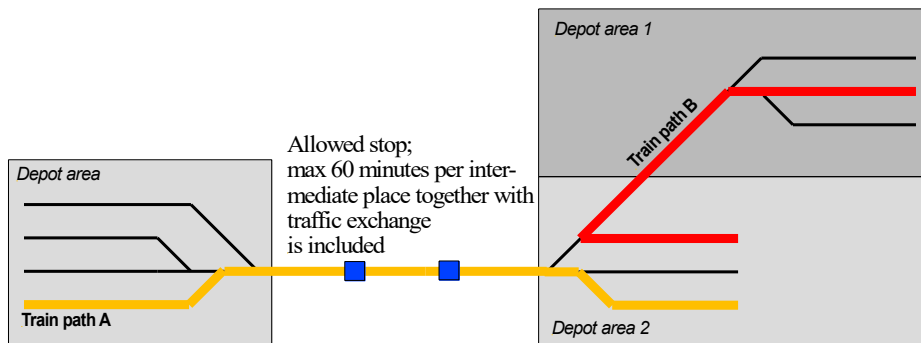 Depot area 1
Train path B
Allowed stop;
max 60 minutes per inter-
mediate place together with
traffic exchange
is included
Depot area
Train path A
Depot area 2